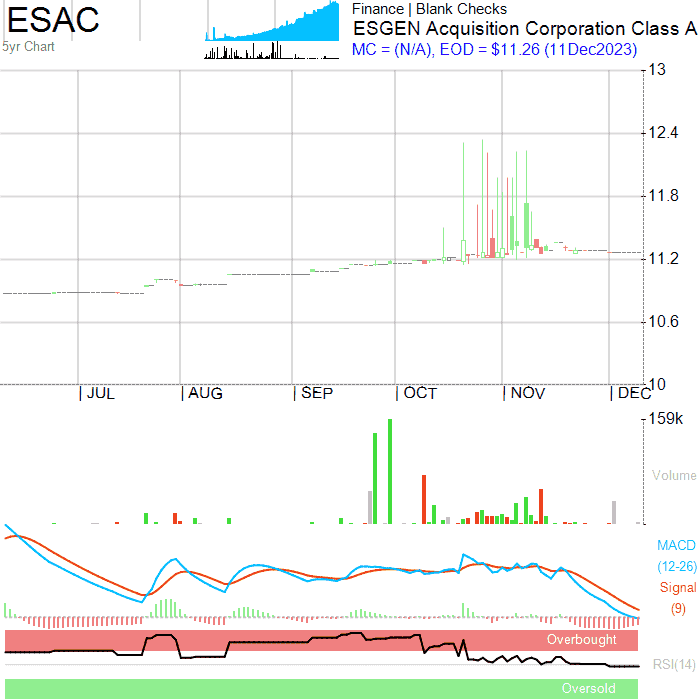 ESAC
5yr Chart
Finance | Blank Checks
ESGEN Acquisition Corporation Class A
MC = (N/A), EOD = $11.26 (11Dec2023)
13
12.4
11.8
11.2
10.6
10
| JUL | AUG | SEP | OCT | NOV | DEC
159k
Volume
MACD
(12-26)
Signal
(9)
Overbought
RSI(14)
Oversold